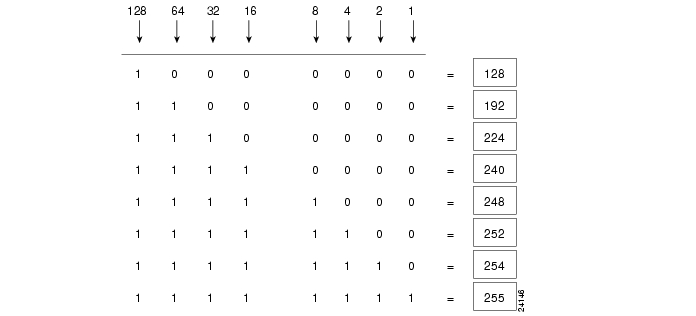 128 64 32 16 8 4 2 1
1 0 0 0 0 0 0 0 = 128
1 1 0 0 0 0 0 0 = 192
1 1 1 0 0 0 0 0 = 224
1 1 1 1 0 0 0 0 = 240
1 1 1 1 1 0 0 0 = 248
1 1 1 1 1 1 0 0 = 252
1 1 1 1 1 1 1 0 = 254
1 1 1 1 1 1 1 1 = 255
24146